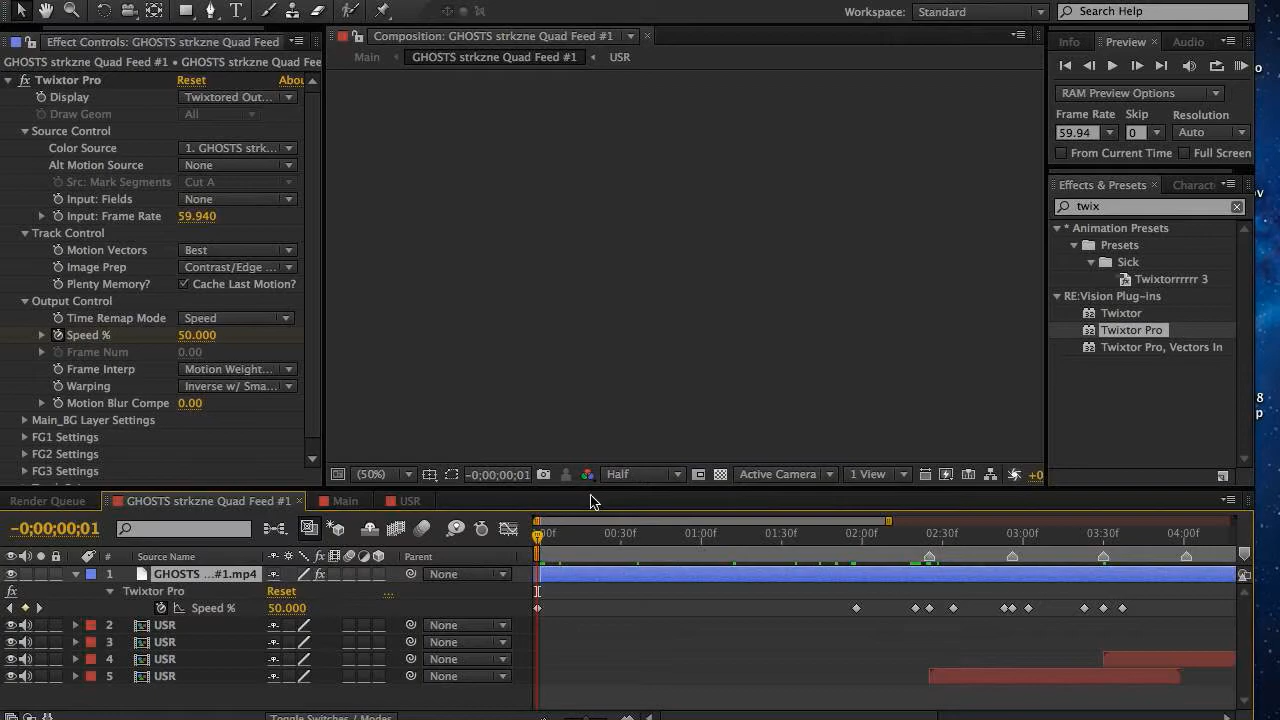 Workspace: Standard
Search Help
Effect Controls: GHOSTS strkzne Quad Feed
GHOSTS strkzne Quad Feed #1 • GHOSTS strkzne Quad Fee
Twixtor Pro Reset Abou
Display Twixtored Out...
Draw Geom All
Source Control
Color Source 1. GHOSTS strk...
Alt Motion Source None
Src: Mark Segments Cut A
Input: Fields None
Input: Frame Rate 59.940
Track Control
Motion Vectors Best
Image Prep Contrast/Edge ...
Plenty Memory? Cache Last Motion?
Output Control
Time Remap Mode Speed
Speed % 50.000
Frame Num 0.00
Frame Interp Motion Weight...
Warping Inverse w/ Sma...
Motion Blur Compe 0.00
Main_BG Layer Settings
FG1 Settings
FG2 Settings
FG3 Settings
Composition: GHOSTS strkzne Quad Feed #1
Main GHOSTS strkzne Quad Feed #1 USR
(50%) -0;00;00;01 Half Active Camera 1 View +0
Info Preview Audio
RAM Preview Options
Frame Rate Skip Resolution
59.94 0 Auto
From Current Time Full Screen
Effects & Presets Charact
twix
* Animation Presets
Presets
Sick
Twixtorrrrrr 3
RE:Vision Plug-ins
Twixtor
Twixtor Pro
Twixtor Pro, Vectors In
Render Queue GHOSTS strkzne Quad Feed #1 Main USR
-0;00;00;01
:00f 00:30f 01:00f 01:30f 02:00f 02:30f 03:00f 03:30f 04:00f
# Source Name Parent
1 GHOSTS ...#1.mp4 None
Twixtor Pro Reset ...
Speed % 50.000
2 USR None
3 USR None
4 USR None
5 USR None
Toggle Switches / Modes